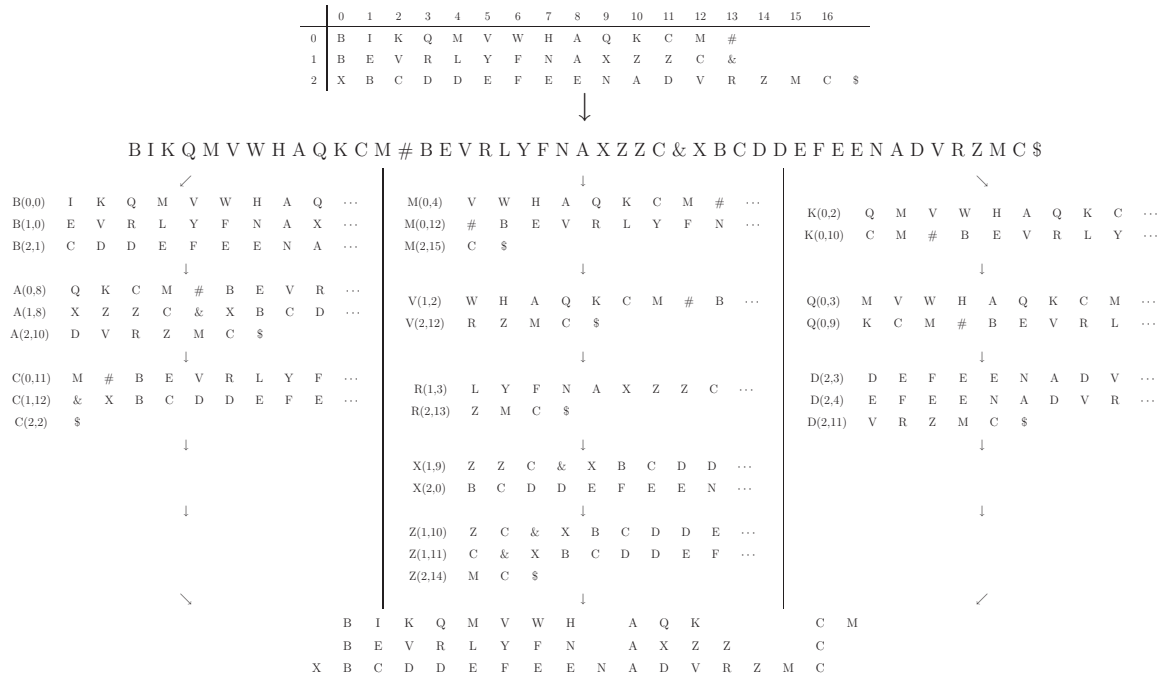 0 1 2 3 4 5 6 7 8 9 10 11 12 13 14 15 16
0 B I K Q M V W H A Q K C M #
1 B E V R L Y F N A X Z Z C &
2 X B C D D E F E E N A D V R Z M C $
↓
B I K Q M V W H A Q K C M # B E V R L Y F N A X Z Z C & X B C D D E F E E N A D V R Z M C $
↙ ↓ ↘
B(0,0) I K Q M V W H A Q ···
B(1,0) E V R L Y F N A X ···
B(2,1) C D D E F E E N A ···
↓
A(0,8) Q K C M # B E V R ···
A(1,8) X Z Z C & X B C D ···
A(2,10) D V R Z M C $
↓
C(0,11) M # B E V R L Y F ···
C(1,12) & X B C D D E F E ···
C(2,2) $
↓
↓
↘
M(0,4) V W H A Q K C M # ···
M(0,12) # B E V R L Y F N ···
M(2,15) C $
↓
V(1,2) W H A Q K C M # B ···
V(2,12) R Z M C $
↓
R(1,3) L Y F N A X Z Z C ···
R(2,13) Z M C $
↓
X(1,9) Z Z C & X B C D D ···
X(2,0) B C D D E F E E N ···
↓
Z(1,10) Z C & X B C D D E ···
Z(1,11) C & X B C D D E F ···
Z(2,14) M C $
↓
K(0,2) Q M V W H A Q K C ···
K(0,10) C M # B E V R L Y ···
↓
Q(0,3) M V W H A Q K C M ···
Q(0,9) K C M # B E V R L ···
↓
D(2,3) D E F E E N A D V ···
D(2,4) E F E E N A D V R ···
D(2,11) V R Z M C $
↓
↓
↙
B I K Q M V W H A Q K C M
B E V R L Y F N A X Z Z C
X B C D D E F E E N A D V R Z M C